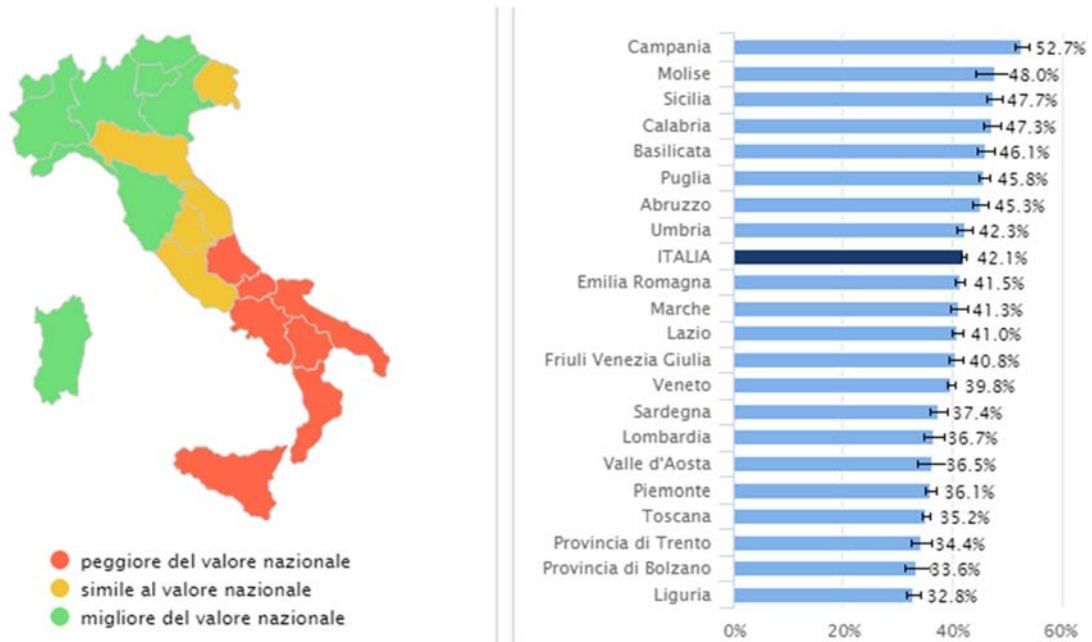 peggiore del valore nazionale
simile al valore nazionale
migliore del valore nazionale
Campania 52.7%
Molise 48.0%
Sicilia 47.7%
Calabria 47.3%
Basilicata 46.1%
Puglia 45.8%
Abruzzo 45.3%
Umbria 42.3%
ITALIA 42.1%
Emilia Romagna 41.5%
Marche 41.3%
Lazio 41.0%
Friuli Venezia Giulia 40.8%
Veneto 39.8%
Sardegna 37.4%
Lombardia 36.7%
Valle d'Aosta 36.5%
Piemonte 36.1%
Toscana 35.2%
Provincia di Trento 34.4%
Provincia di Bolzano 33.6%
Liguria 32.8%
0% 20% 40% 60%